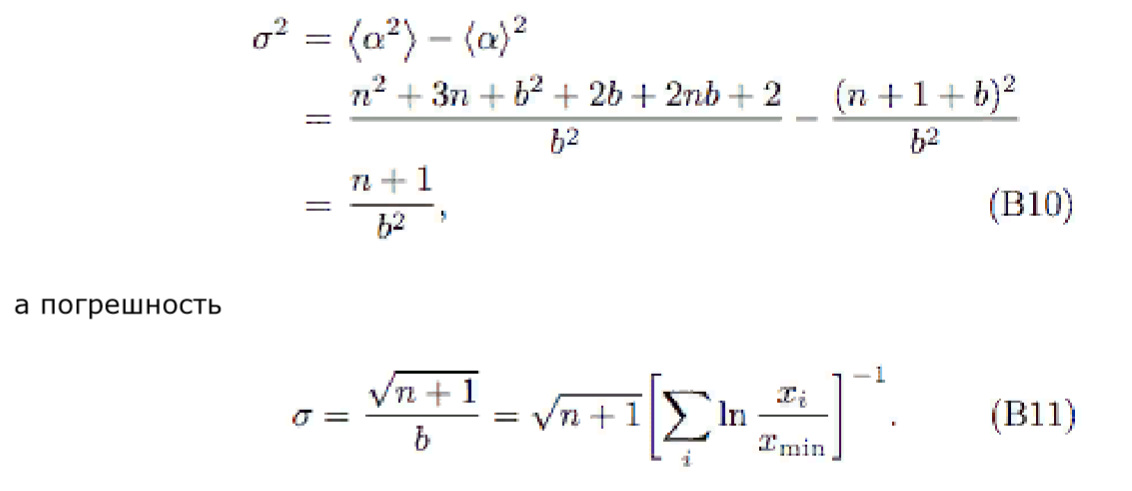 σ² = ⟨α²⟩ − ⟨α⟩²
= (n² + 3n + b² + 2b + 2nb + 2)/b² − (n + 1 + b)²/b²
= (n + 1)/b², (B10)
а погрешность
σ = √(n + 1)/b = √(n + 1) [∑ᵢ ln xᵢ/x_min]⁻¹. (B11)